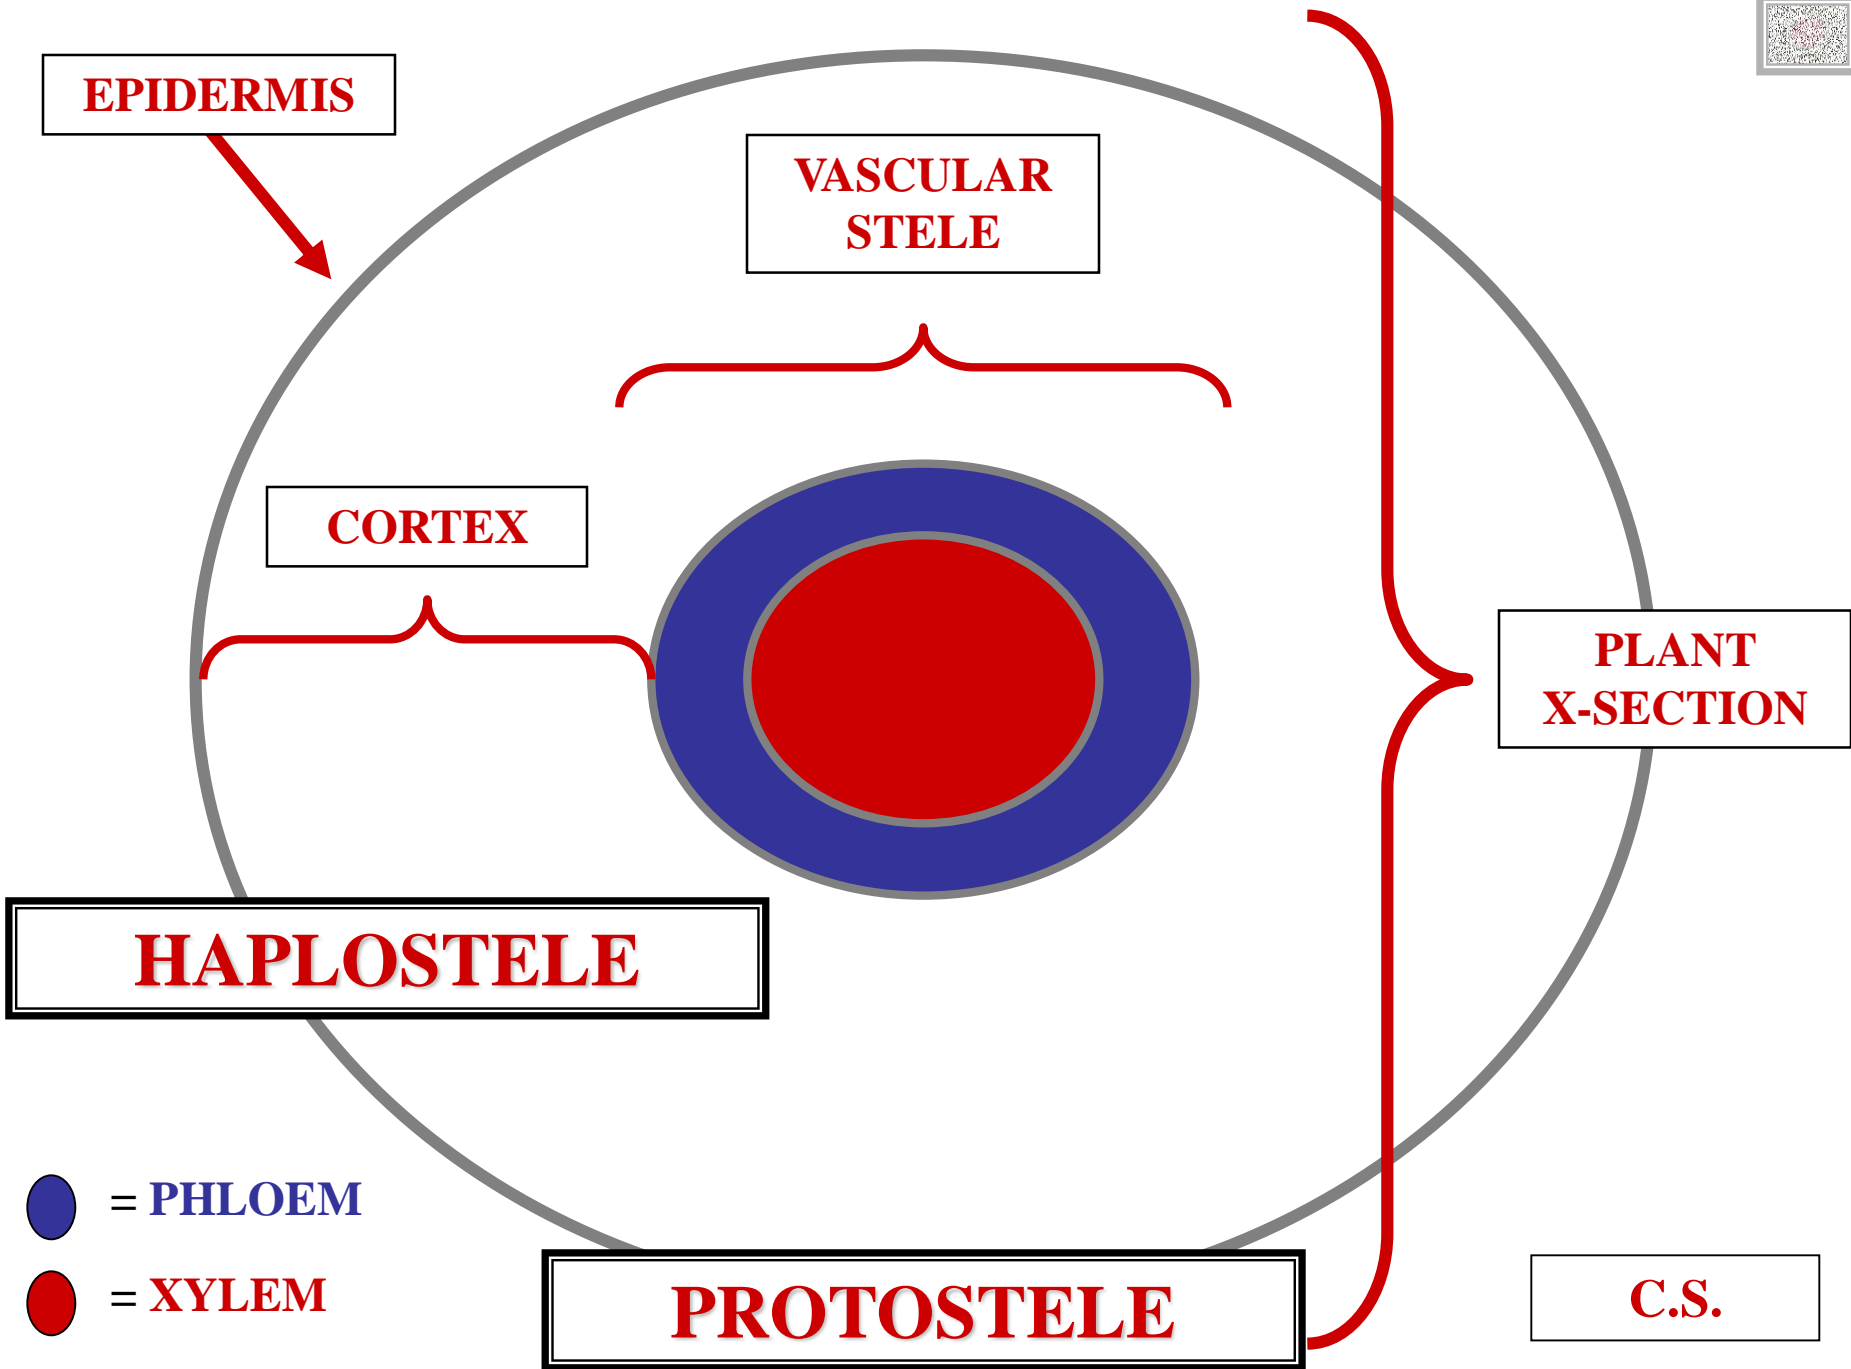 EPIDERMIS
VASCULAR
STELE
CORTEX
PLANT
X-SECTION
HAPLOSTELE
= PHLOEM
= XYLEM
PROTOSTELE
C.S.